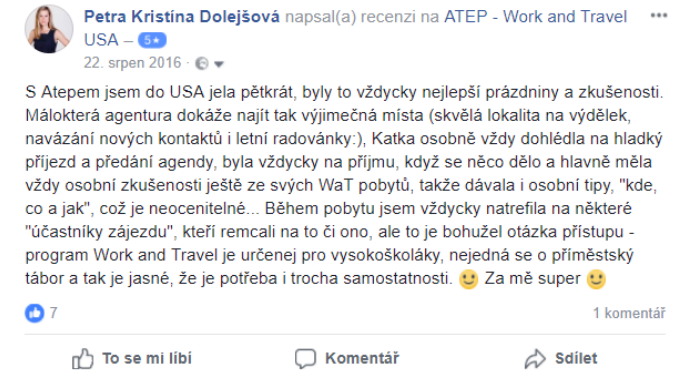 Petra Kristína Dolejšová napsal(a) recenzi na ATEP - Work and Travel
USA – 5★
22. srpen 2016 ·
S Atepem jsem do USA jela pětkrát, byly to vždycky nejlepší prázdniny a zkušenosti.
Málokterá agentura dokáže najít tak výjimečná místa (skvělá lokalita na výdělek,
navázání nových kontaktů i letní radovánky:), Katka osobně vždy dohlédla na hladký
příjezd a předání agendy, byla vždycky na příjmu, když se něco dělo a hlavně měla
vždy osobní zkušenosti ještě ze svých WaT pobytů, takže dávala i osobní tipy, "kde,
co a jak", což je neocenitelné... Během pobytu jsem vždycky natrefila na některé
"účastníky zájezdu", kteří remcali na to či ono, ale to je bohužel otázka přístupu -
program Work and Travel je určenej pro vysokoškoláky, nejedná se o příměstský
tábor a tak je jasné, že je potřeba i trocha samostatnosti. 🙂 Za mě super 🙂
7 1 komentář
To se mi líbí Komentář Sdílet